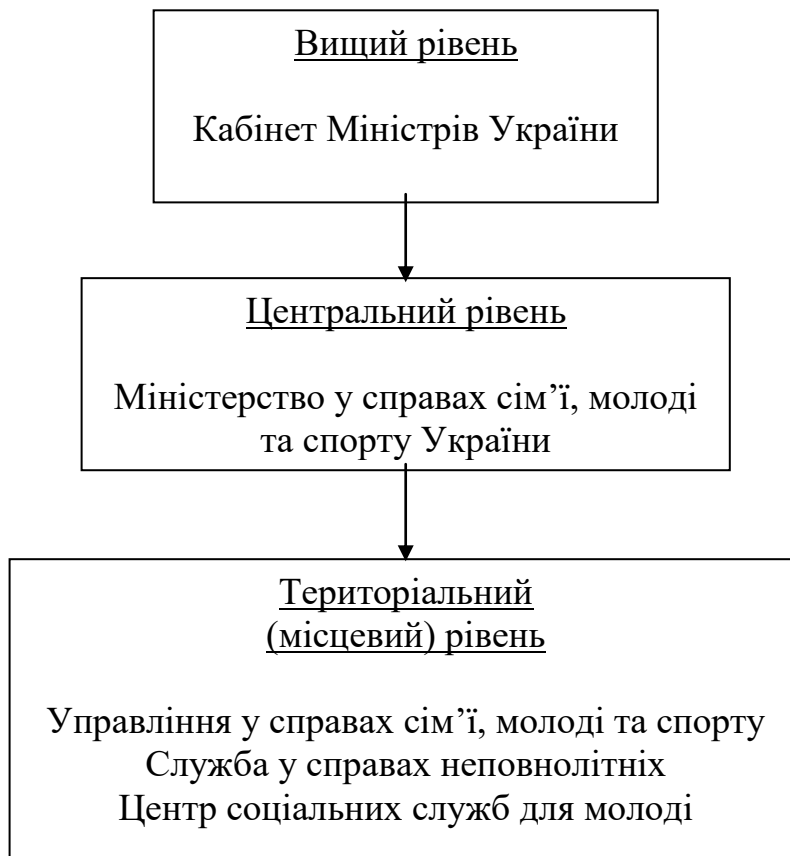 Вищий рівень
Кабінет Міністрів України
Центральний рівень
Міністерство у справах сім’ї, молоді
та спорту України
Територіальний
(місцевий) рівень
Управління у справах сім’ї, молоді та спорту
Служба у справах неповнолітніх
Центр соціальних служб для молоді